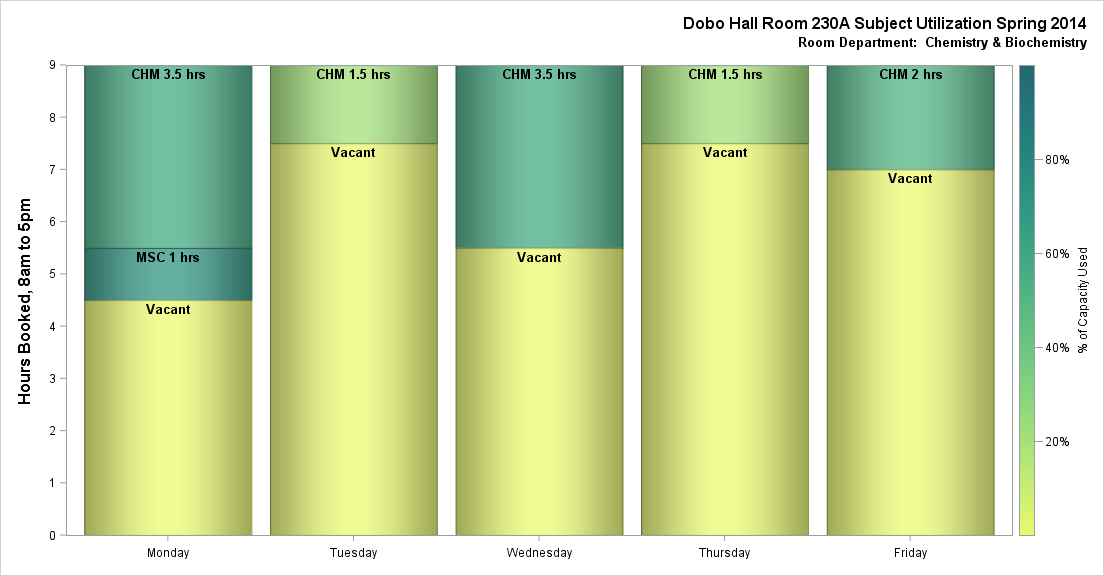 Dobo Hall Room 230A Subject Utilization Spring 2014
Room Department:  Chemistry & Biochemistry
Hours Booked, 8am to 5pm
9
8
7
6
5
4
3
2
1
0
CHM 3.5 hrs
MSC 1 hrs
Vacant
CHM 1.5 hrs
Vacant
CHM 3.5 hrs
Vacant
CHM 1.5 hrs
Vacant
CHM 2 hrs
Vacant
Monday
Tuesday
Wednesday
Thursday
Friday
80%
60%
40%
20%
% of Capacity Used